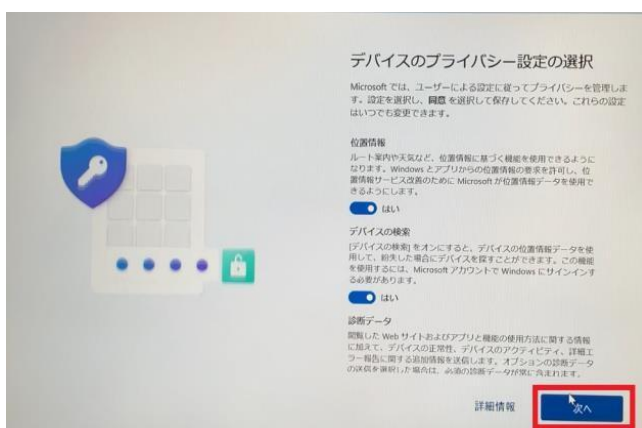 デバイスのプライバシー設定の選択
Microsoft では、ユーザーによる設定に従ってプライバシーを管理しま
す。設定を選択し、同意 を選択して保存してください。これらの設定
はいつでも変更できます。
位置情報
ルート案内や天気など、位置情報に基づく機能を使用できるように
なります。Windows とアプリからの位置情報の要求を許可し、位
置情報サービス改善のために Microsoft が位置情報データを使用で
きるようにします。
はい
デバイスの検索
[デバイスの検索] をオンにすると、デバイスの位置情報データを使
用して、紛失した場合にデバイスを探すことができます。この機能
を使用するには、Microsoft アカウントで Windows にサインインす
る必要があります。
はい
診断データ
閲覧した Web サイトおよびアプリと機能の使用方法に関する情報
に加えて、デバイスの正常性、デバイスのアクティビティ、詳細エ
ラー報告に関する追加情報を送信します。オプションの診断データ
の送信を選択した場合は、必須の診断データが常に含まれます。
詳細情報
次へ